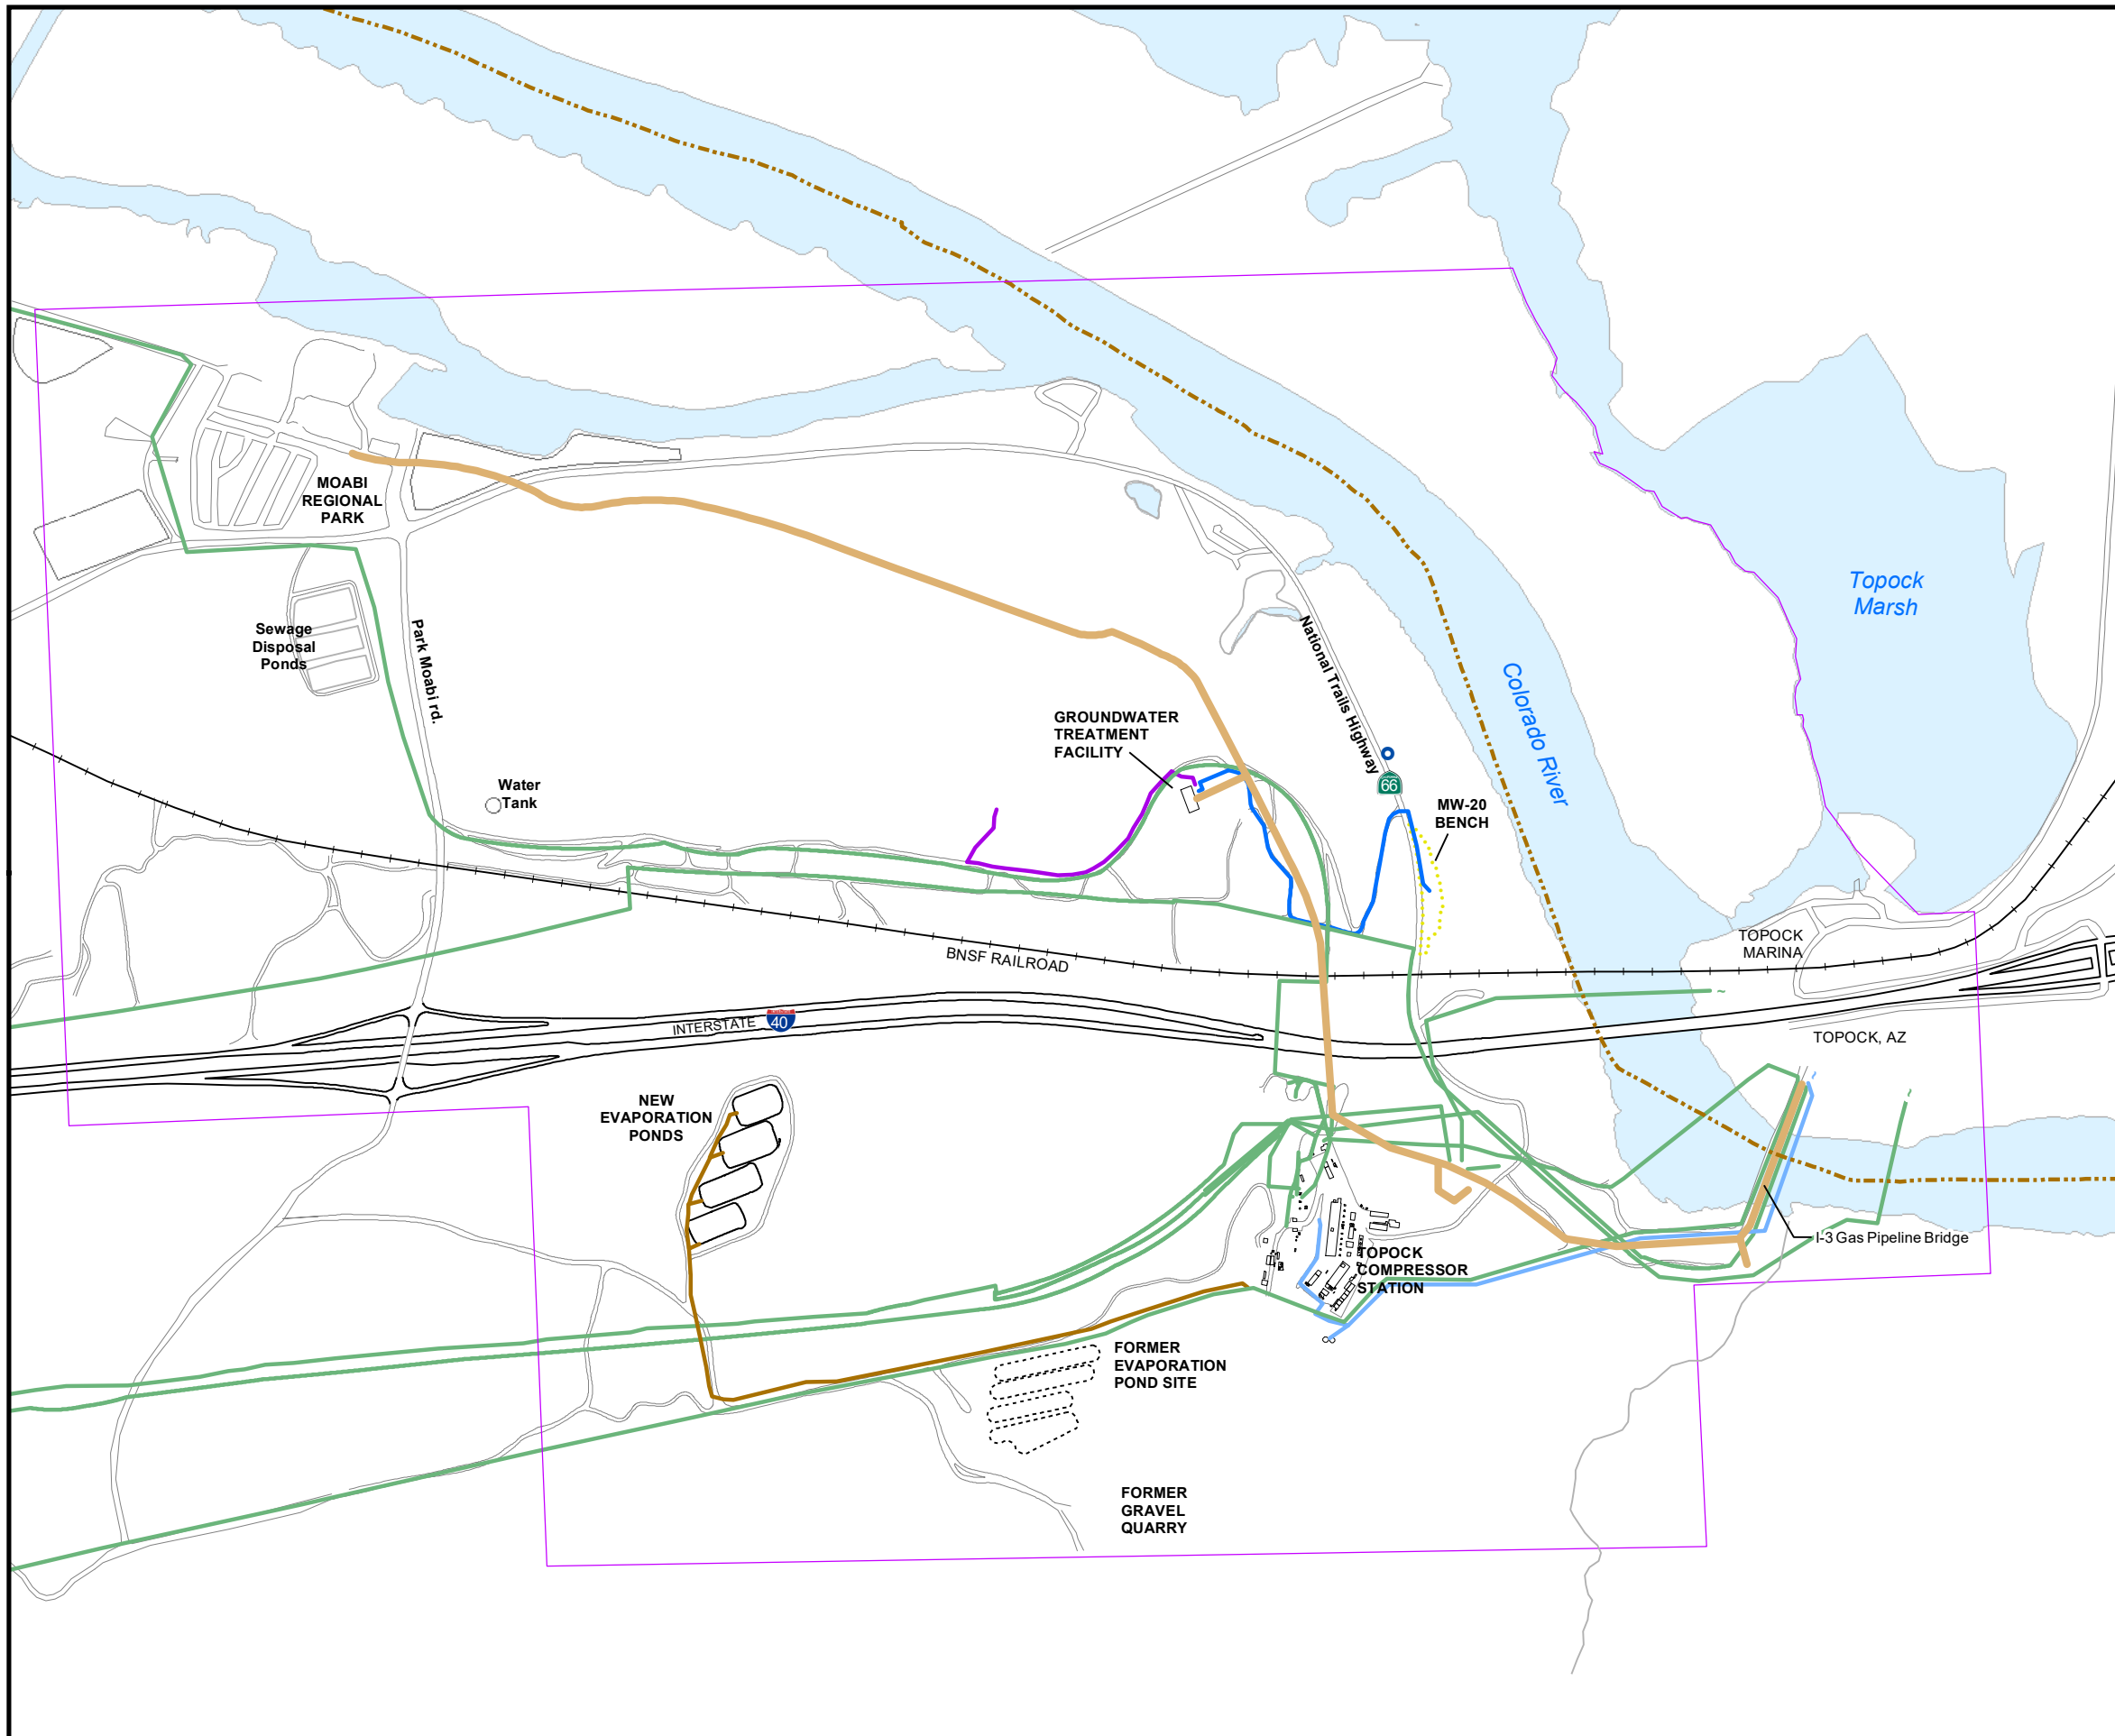 MOABI
REGIONAL
PARK
Topock
Marsh
Sewage
Disposal
Ponds
Park Moabi rd.
National Trails Highway
Colorado River
GROUNDWATER
TREATMENT
FACILITY
66
Water
Tank
MW-20
BENCH
BNSF RAILROAD
TOPOCK
MARINA
INTERSTATE 40
TOPOCK, AZ
NEW
EVAPORATION
PONDS
I-3 Gas Pipeline Bridge
TOPOCK
COMPRESSOR
STATION
FORMER
EVAPORATION
POND SITE
FORMER
GRAVEL
QUARRY